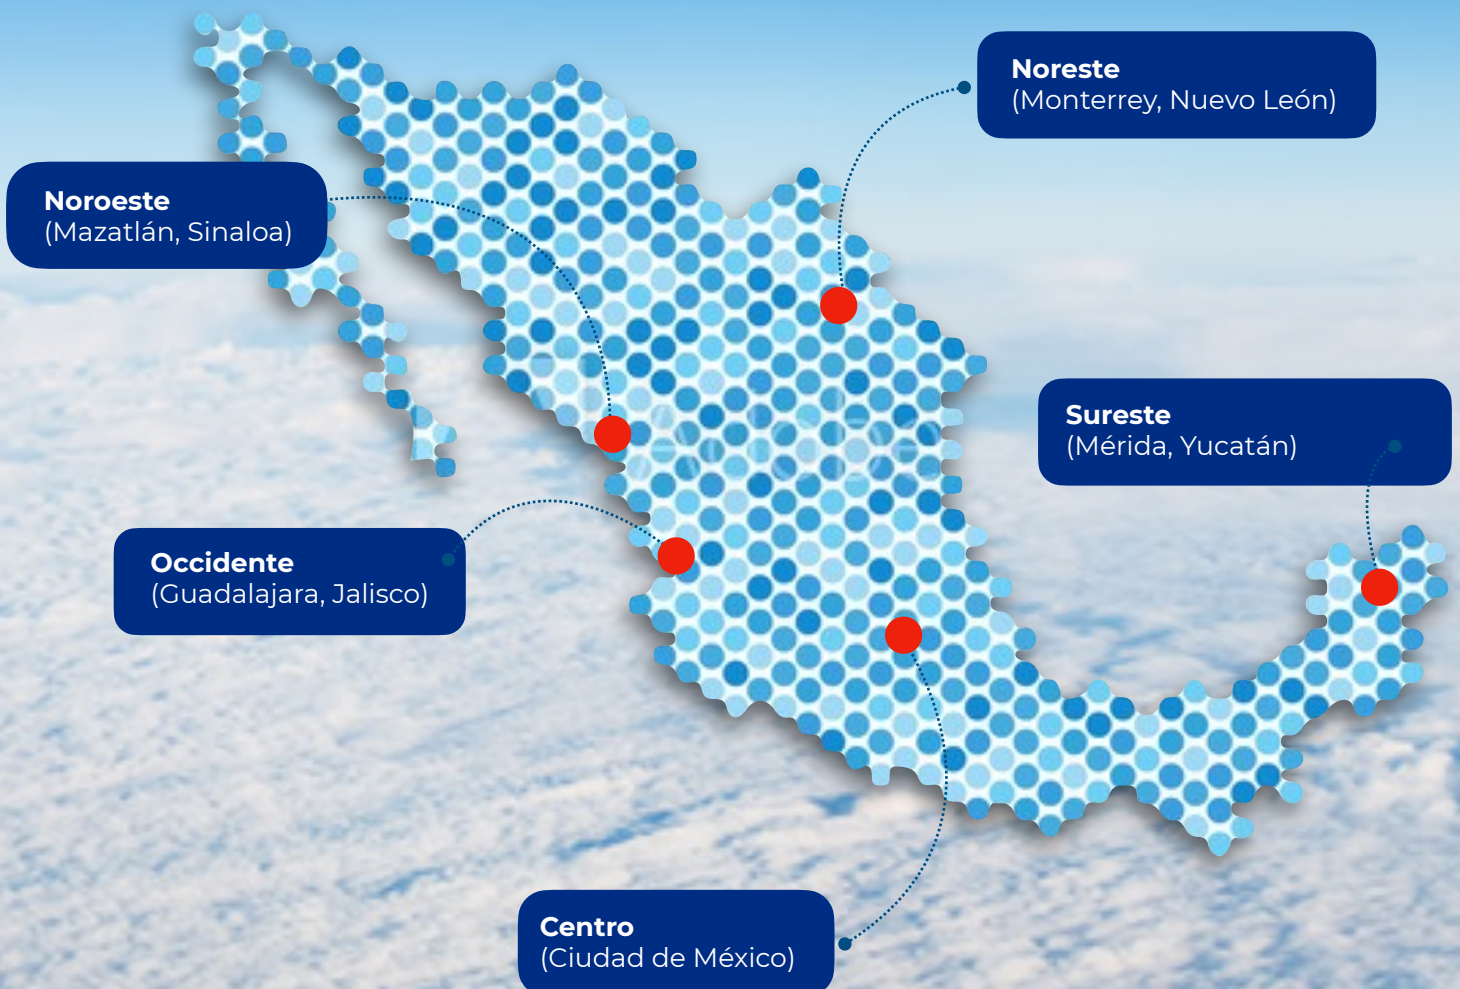 Noreste
(Monterrey, Nuevo León)
Noroeste
(Mazatlán, Sinaloa)
Sureste
(Mérida, Yucatán)
Occidente
(Guadalajara, Jalisco)
Centro
(Ciudad de México)